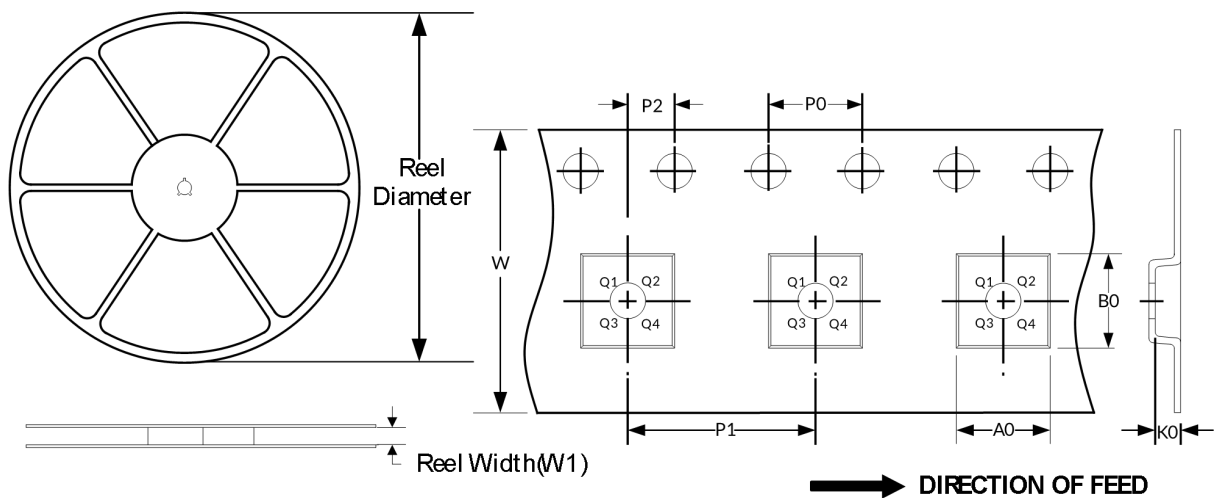 Reel
Diameter
Reel Width(W1)
P2
P0
W
Q1 Q2
Q3 Q4
Q1 Q2
Q3 Q4
Q1 Q2
Q3 Q4
B0
P1
A0
K0
DIRECTION OF FEED